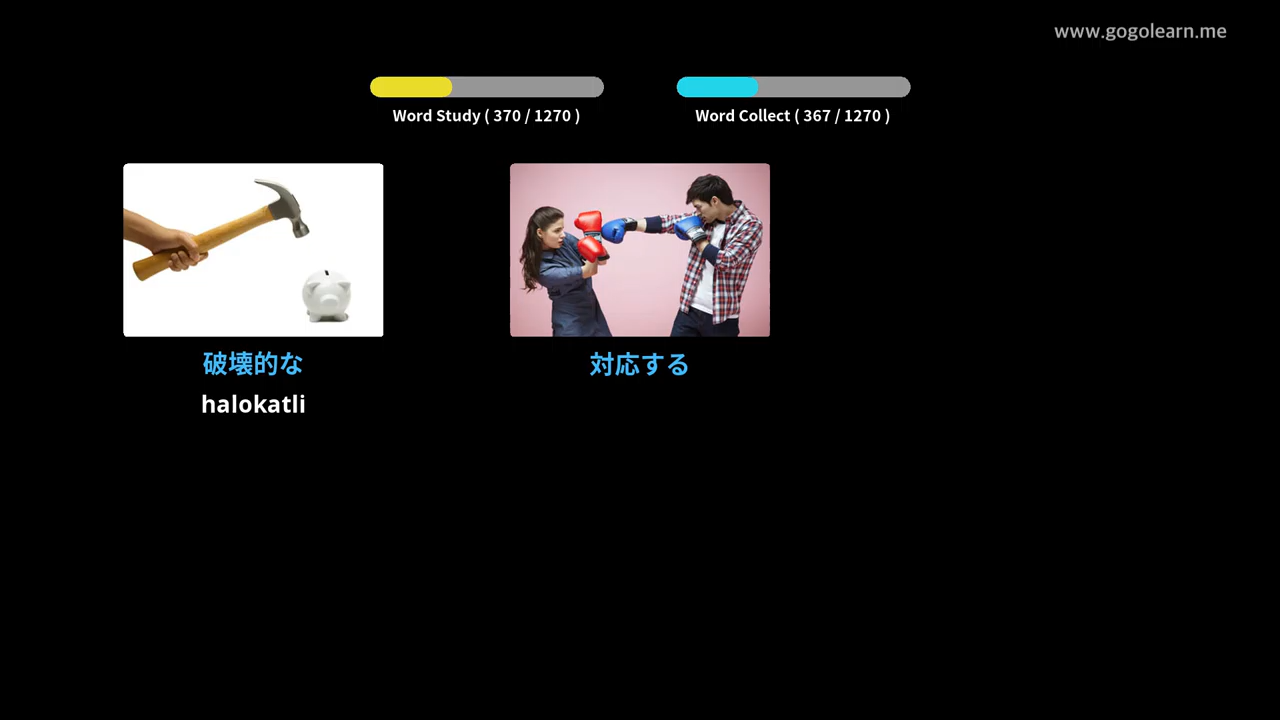 www.gogolearn.me
Word Study ( 370 / 1270 )
Word Collect ( 367 / 1270 )
破壊的な
対応する
halokatli